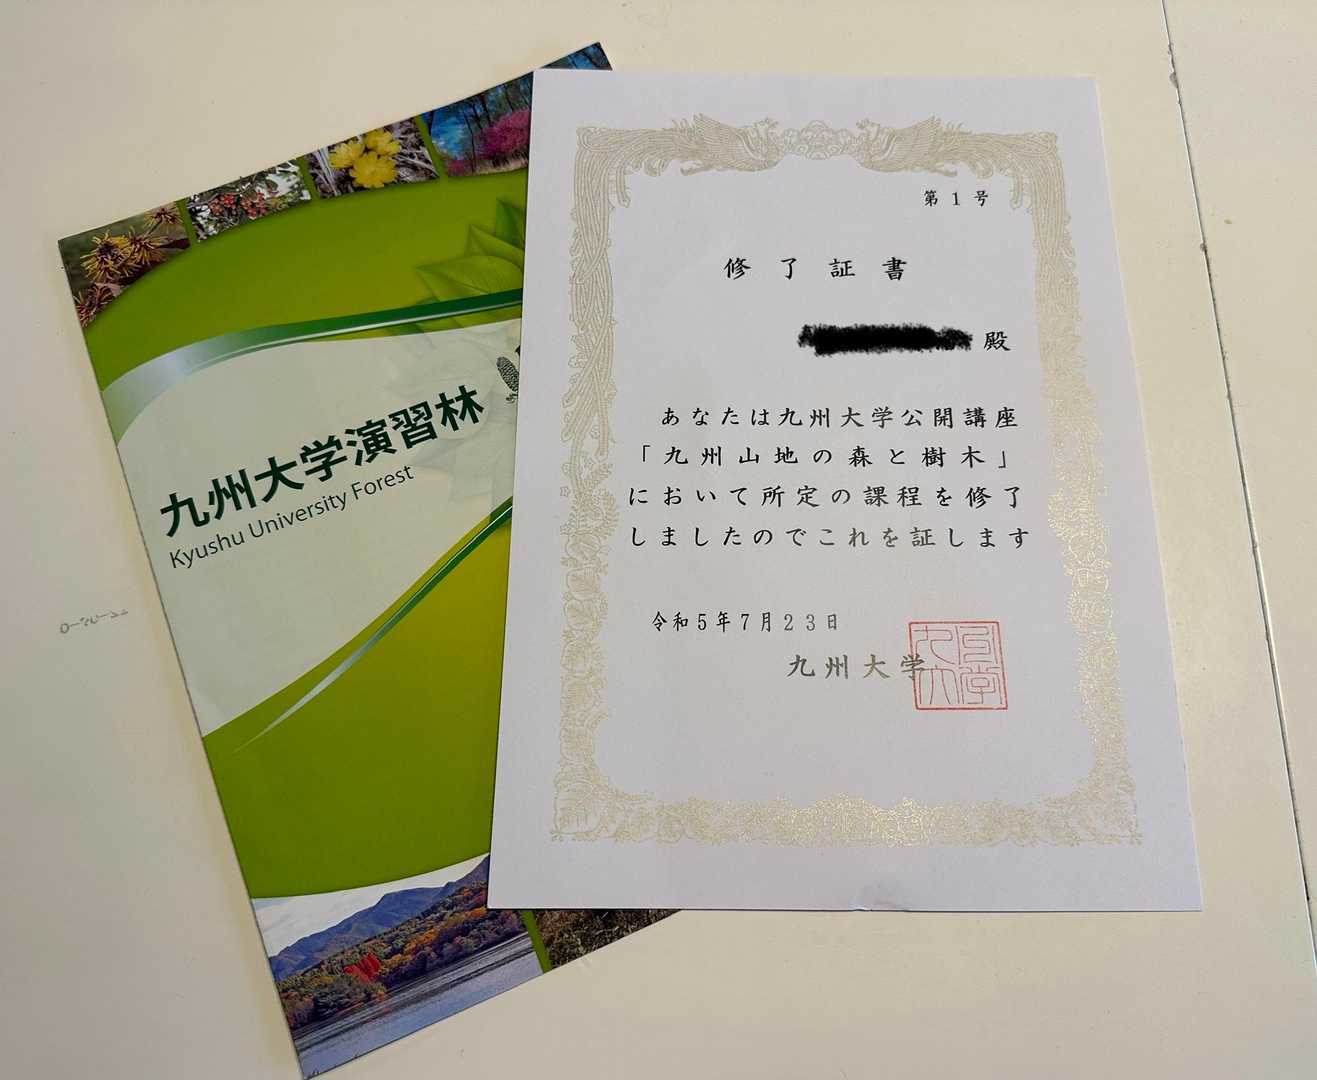 九州大学演習林
Kyushu University Forest
第1号
修了証書
殿
あなたは九州大学公開講座
「九州山地の森と樹木」
において所定の課程を修了
しましたのでこれを証します
令和5年7月23日
九州大学